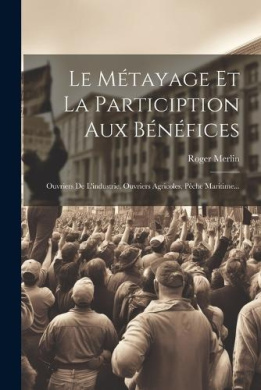 Le Métayage Et
La Particiption
Aux Bénéfices
Roger Merlin
Ouvriers De L'industrie, Ouvriers Agricoles, Pêche Maritime...